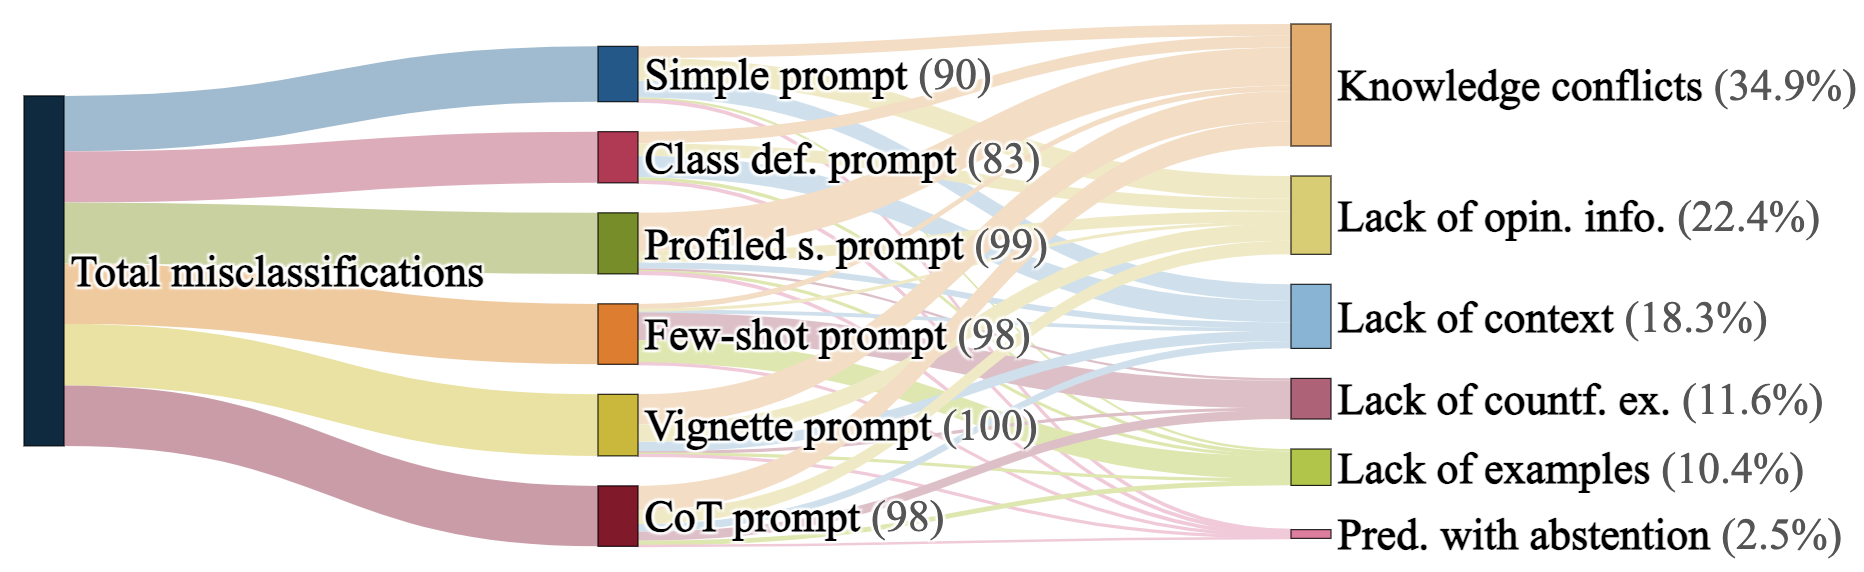 Total misclassifications
Simple prompt (90)
Class def. prompt (83)
Profiled s. prompt (99)
Few-shot prompt (98)
Vignette prompt (100)
CoT prompt (98)
Knowledge conflicts (34.9%)
Lack of opin. info. (22.4%)
Lack of context (18.3%)
Lack of countf. ex. (11.6%)
Lack of examples (10.4%)
Pred. with abstention (2.5%)